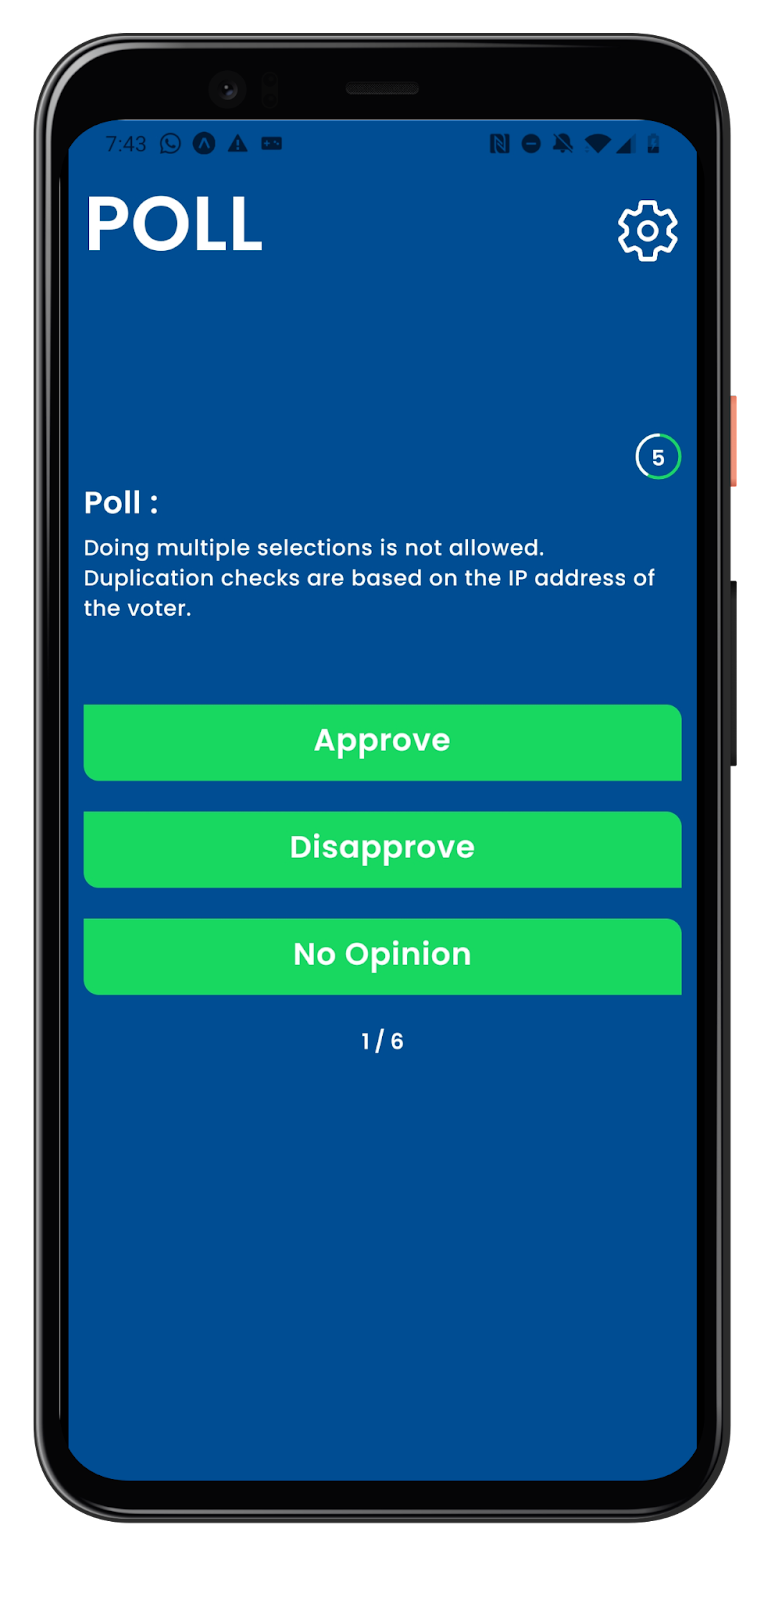 7:43
POLL
5
Poll :
Doing multiple selections is not allowed.
Duplication checks are based on the IP address of
the voter.
Approve
Disapprove
No Opinion
1 / 6